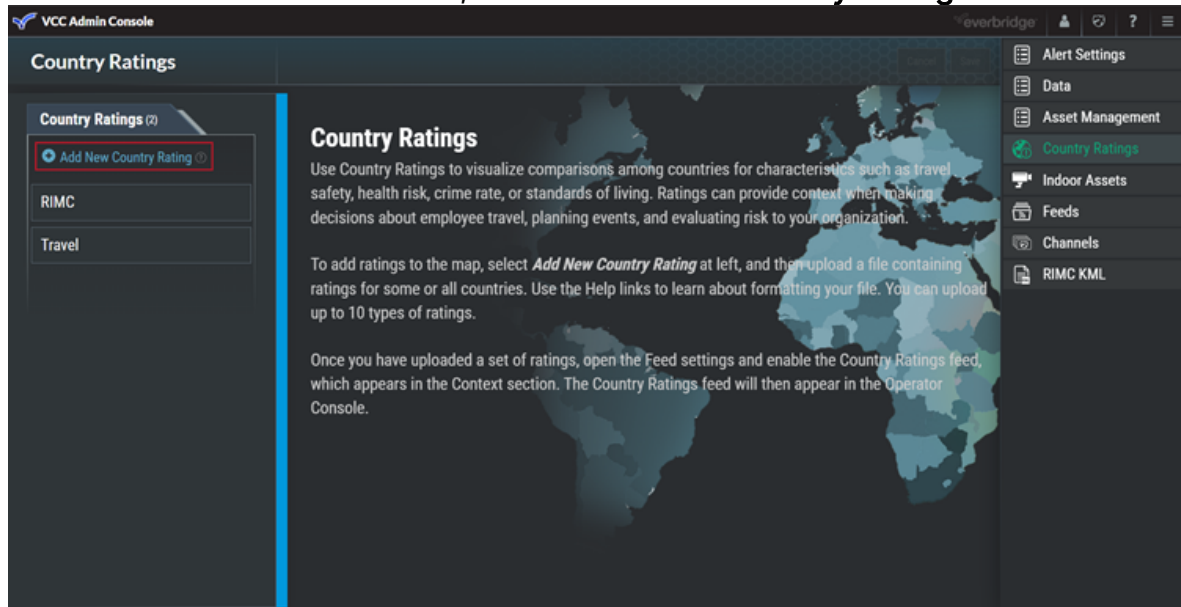 VCC Admin Console
everbridge
?
Country Ratings
Cancel
Save
Country Ratings (2)
Add New Country Rating
RIMC
Travel
Country Ratings
Use Country Ratings to visualize comparisons among countries for characteristics such as travel
safety, health risk, crime rate, or standards of living. Ratings can provide context when making
decisions about employee travel, planning events, and evaluating risk to your organization.
To add ratings to the map, select Add New Country Rating at left, and then upload a file containing
ratings for some or all countries. Use the Help links to learn about formatting your file. You can upload
up to 10 types of ratings.
Once you have uploaded a set of ratings, open the Feed settings and enable the Country Ratings feed,
which appears in the Context section. The Country Ratings feed will then appear in the Operator
Console.
Alert Settings
Data
Asset Management
Country Ratings
Indoor Assets
Feeds
Channels
RIMC KML